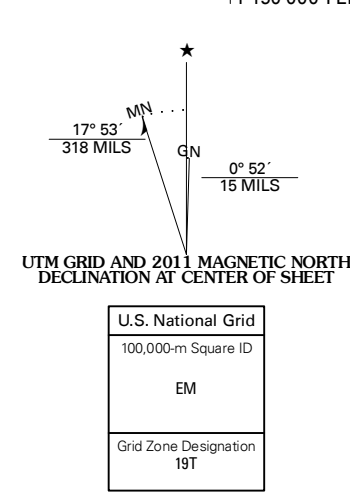 MN
17° 53´
318 MILS
GN
0° 52´
15 MILS
UTM GRID AND 2011 MAGNETIC NORTH
DECLINATION AT CENTER OF SHEET
U.S. National Grid
100,000-m Square ID
EM
Grid Zone Designation
19T